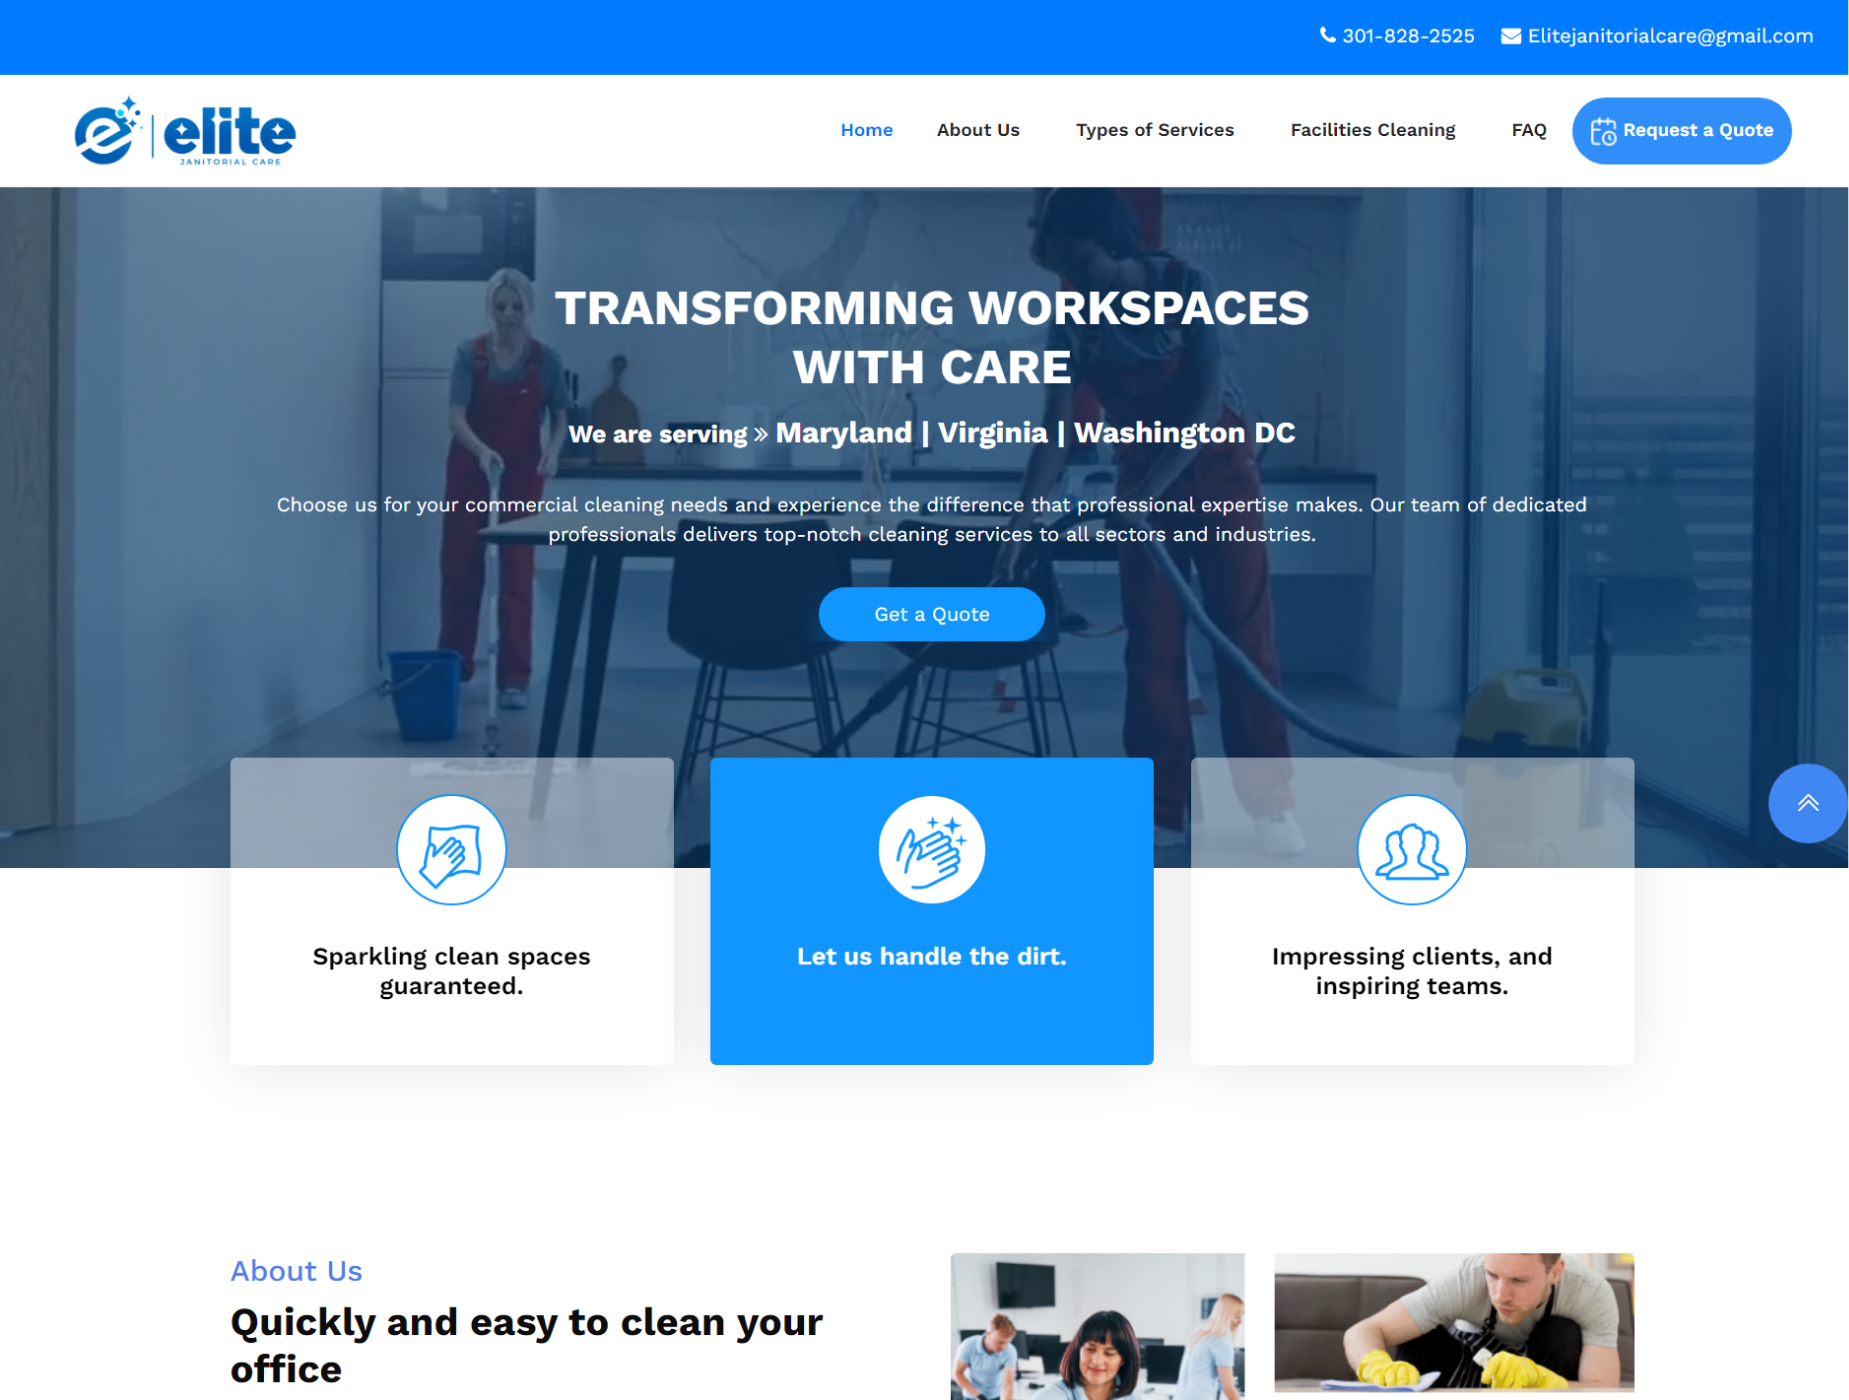 301-828-2525 Elitejanitorialcare@gmail.com
elite
JANITORIAL CARE
Home About Us Types of Services Facilities Cleaning FAQ Request a Quote
TRANSFORMING WORKSPACES
WITH CARE
We are serving » Maryland | Virginia | Washington DC
Choose us for your commercial cleaning needs and experience the difference that professional expertise makes. Our team of dedicated
professionals delivers top-notch cleaning services to all sectors and industries.
Get a Quote
Sparkling clean spaces
guaranteed.
Let us handle the dirt.
Impressing clients, and
inspiring teams.
About Us
Quickly and easy to clean your
office